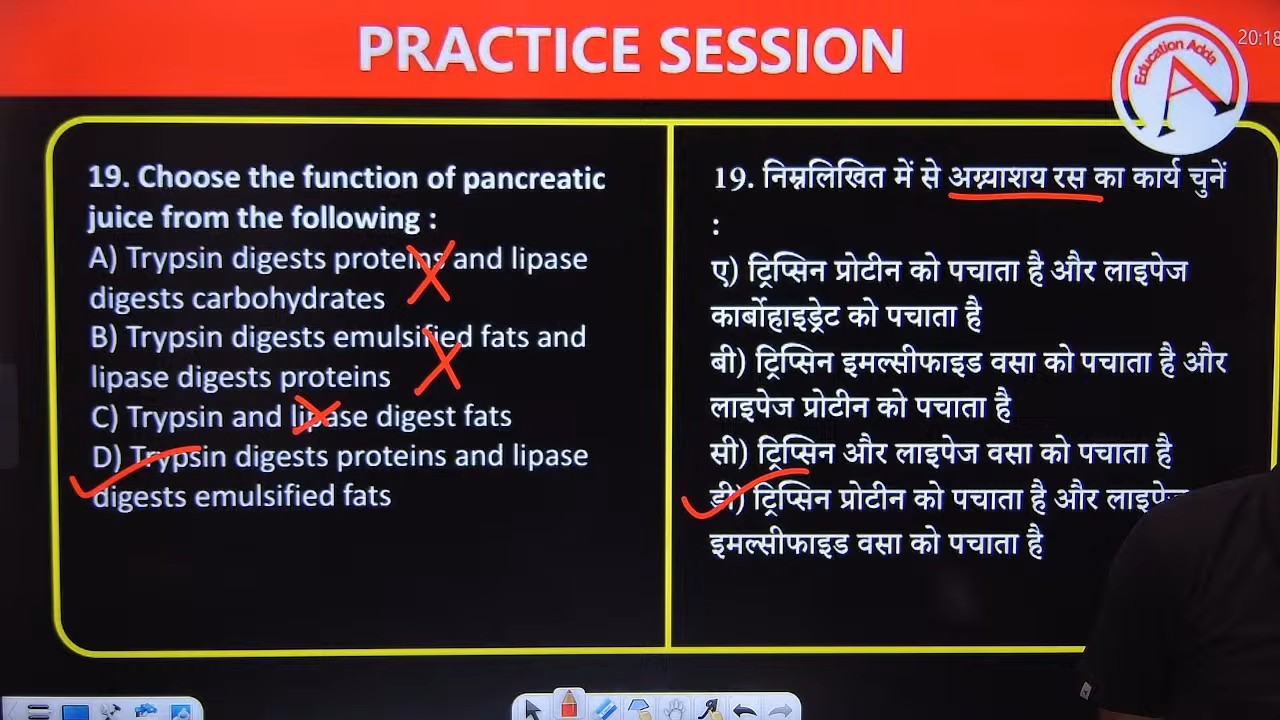 PRACTICE SESSION
Education Adda
A
20:18
19. Choose the function of pancreatic
juice from the following :
A) Trypsin digests proteins and lipase
digests carbohydrates
B) Trypsin digests emulsified fats and
lipase digests proteins
C) Trypsin and lipase digest fats
D) Trypsin digests proteins and lipase
digests emulsified fats
19. निम्नलिखित में से अग्न्याशय रस का कार्य चुनें
:
ए) ट्रिप्सिन प्रोटीन को पचाता है और लाइपेज
कार्बोहाइड्रेट को पचाता है
बी) ट्रिप्सिन इमल्सीफाइड वसा को पचाता है और
लाइपेज प्रोटीन को पचाता है
सी) ट्रिप्सिन और लाइपेज वसा को पचाता है
डी) ट्रिप्सिन प्रोटीन को पचाता है और लाइपेज
इमल्सीफाइड वसा को पचाता है